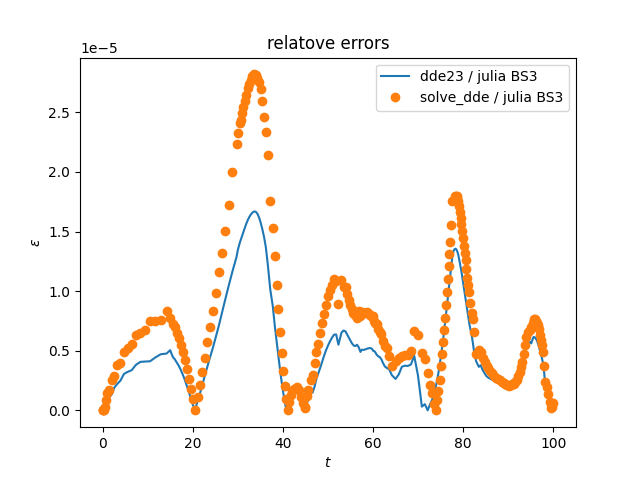 relatove errors
1e−5
dde23 / julia BS3
solve_dde / julia BS3
2.5
2.0
1.5
1.0
0.5
0.0
ε
0 20 40 60 80 100
t